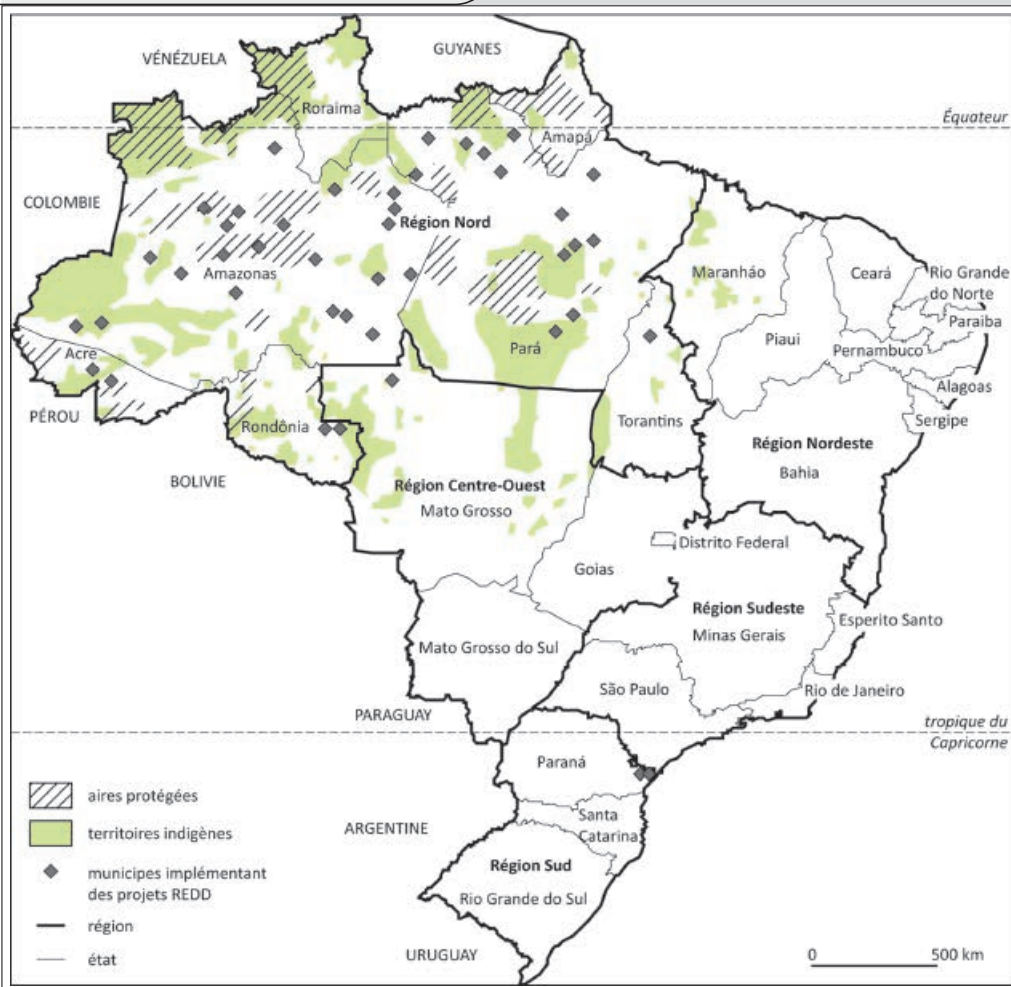 VÉNÉZUELA
GUYANES
Roraima
Équateur
Amapá
COLOMBIE
Région Nord
Amazonas
Maranháo
Ceará
Rio Grande
do Norte
Paraiba
Piaui
Pernambuco
Acre
Pará
Alagoas
PÉROU
Torantins
Sergipe
Rondônia
Région Nordeste
Bahia
BOLIVIE
Région Centre-Ouest
Mato Grosso
Distrito Federal
Goias
Région Sudeste
Minas Gerais
Esperito Santo
Mato Grosso do Sul
São Paulo
Rio de Janeiro
PARAGUAY
tropique du
Capricorne
Paraná
aires protégées
ARGENTINE
Santa
Catarina
territoires indigènes
Région Sud
Rio Grande do Sul
municipes implémentant
des projets REDD
région
état
URUGUAY
0 500 km